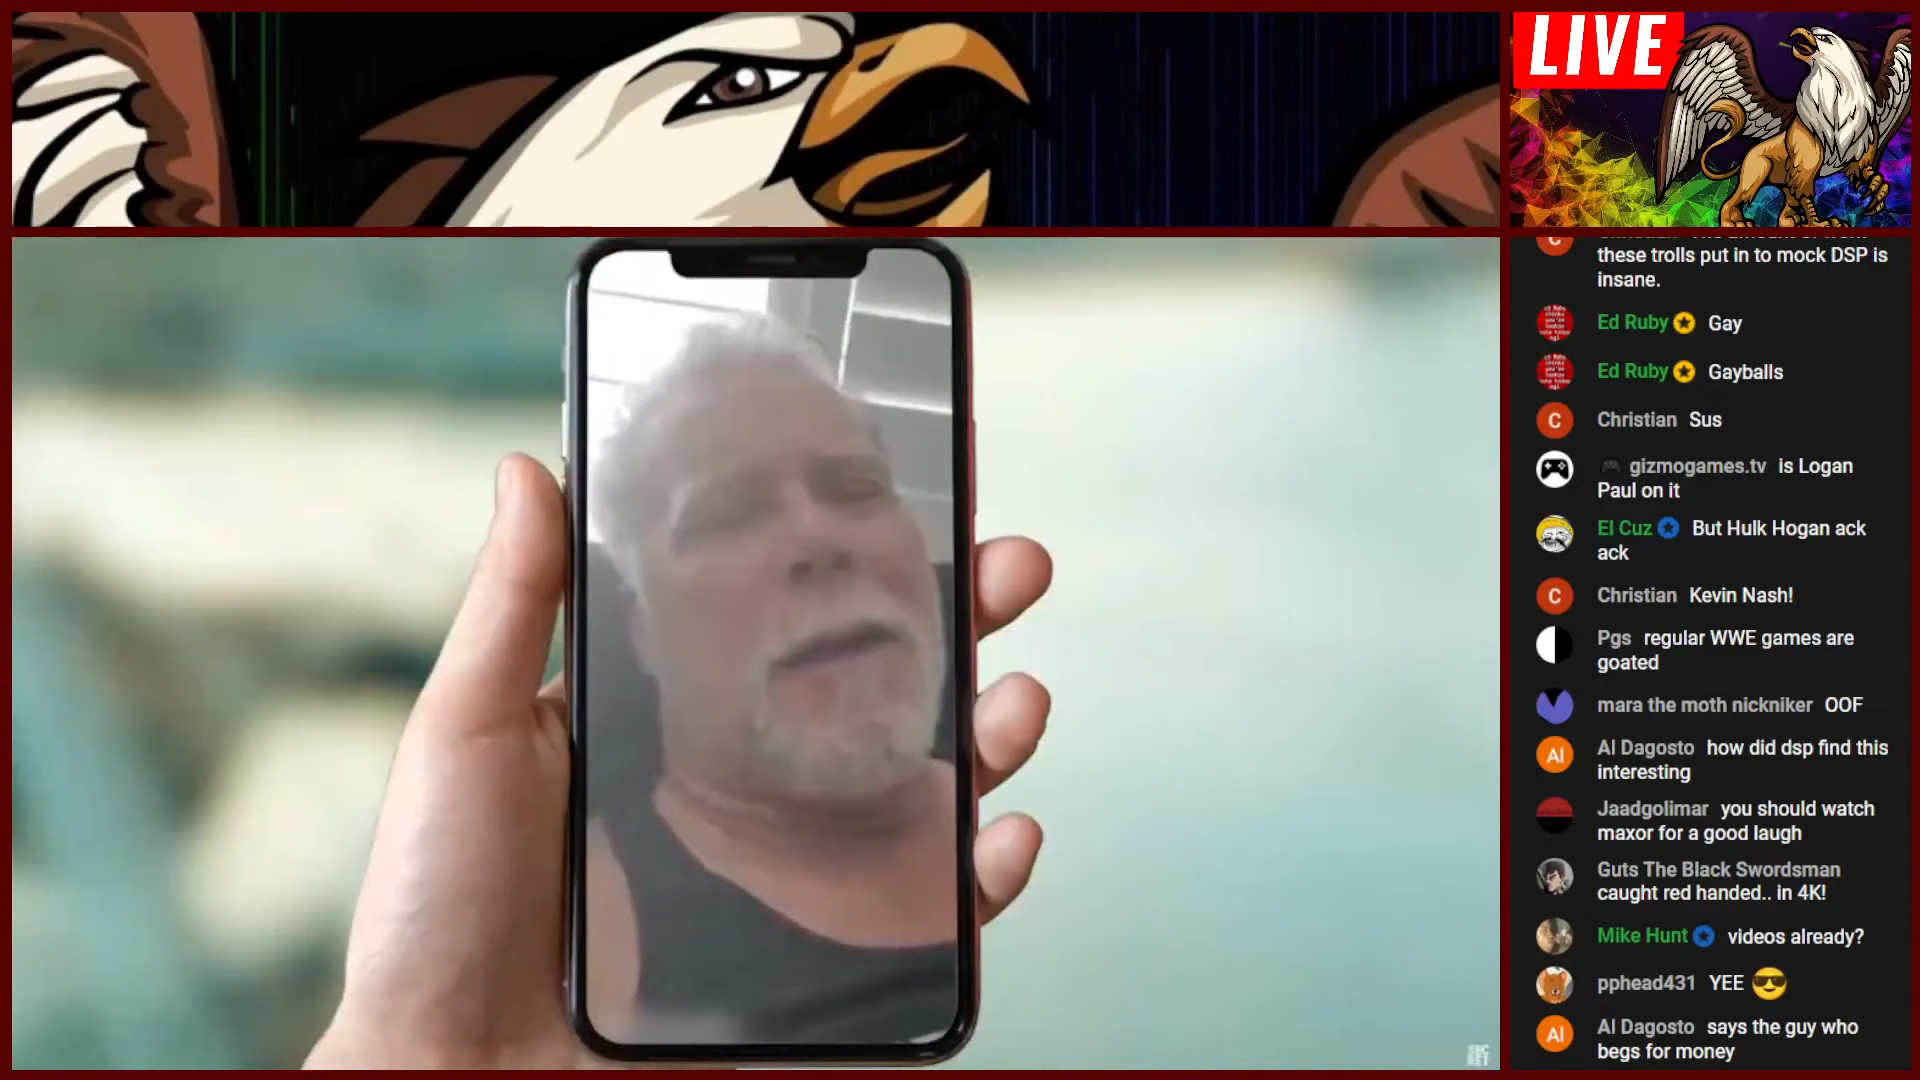 LIVE
these trolls put in to mock DSP is
insane.
Ed Ruby Gay
Ed Ruby Gayballs
Christian Sus
gizmogames.tv is Logan
Paul on it
El Cuz But Hulk Hogan ack
ack
Christian Kevin Nash!
Pgs regular WWE games are
goated
mara the moth nickniker OOF
Al Dagosto how did dsp find this
interesting
Jaadgolimar you should watch
maxor for a good laugh
Guts The Black Swordsman
caught red handed.. in 4K!
Mike Hunt videos already?
pphead431 YEE 😎
Al Dagosto says the guy who
begs for money